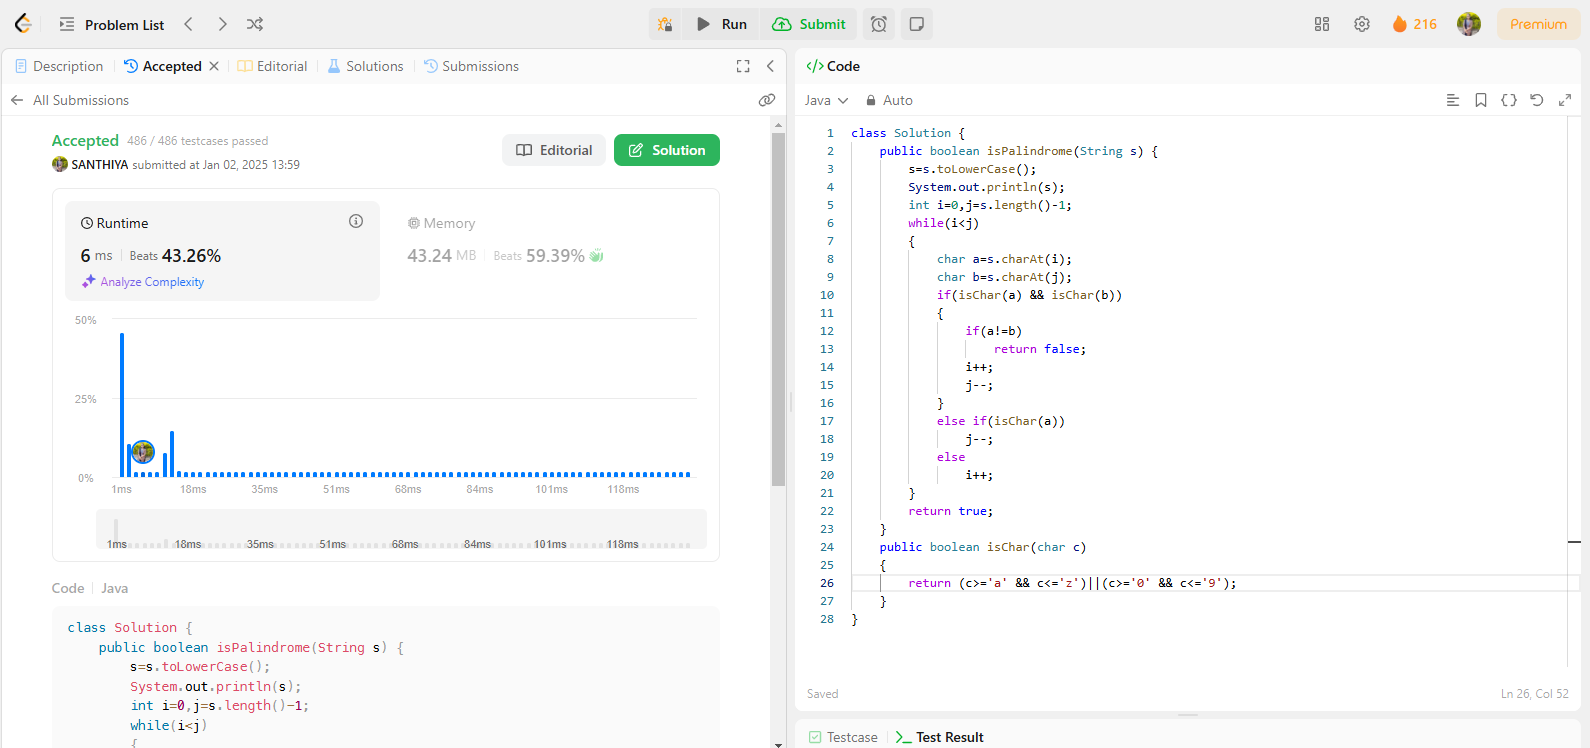 Problem List
Run
Submit
216
Premium
Description
Accepted
Editorial
Solutions
Submissions
All Submissions
Accepted 486 / 486 testcases passed
SANTHIYA submitted at Jan 02, 2025 13:59
Editorial
Solution
Runtime
6 ms Beats 43.26%
Analyze Complexity
Memory
43.24 MB Beats 59.39%
50%
25%
0%
1ms 18ms 35ms 51ms 68ms 84ms 101ms 118ms
1ms 18ms 35ms 51ms 68ms 84ms 101ms 118ms
Code Java
class Solution {
    public boolean isPalindrome(String s) {
        s=s.toLowerCase();
        System.out.println(s);
        int i=0,j=s.length()-1;
        while(i<j)
        {
</> Code
Java
Auto
1 class Solution {
2     public boolean isPalindrome(String s) {
3         s=s.toLowerCase();
4         System.out.println(s);
5         int i=0,j=s.length()-1;
6         while(i<j)
7         {
8             char a=s.charAt(i);
9             char b=s.charAt(j);
10             if(isChar(a) && isChar(b))
11             {
12                 if(a!=b)
13                     return false;
14                 i++;
15                 j--;
16             }
17             else if(isChar(a))
18                 j--;
19             else
20                 i++;
21         }
22         return true;
23     }
24     public boolean isChar(char c)
25     {
26         return (c>='a' && c<='z')||(c>='0' && c<='9');
27     }
28 }
Saved
Ln 26, Col 52
Testcase
Test Result